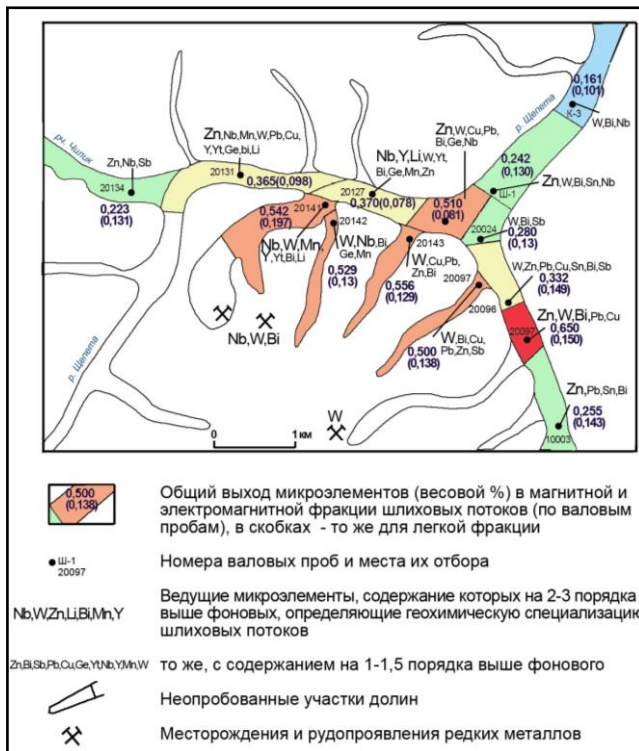 0,161
(0,101)
К-3
W,Bi,Nb
р. Щепета
0,242
(0,130)
Ш-1
Zn,W,Bi,Sn,Nb
рч. Чилик
Zn,Nb,Sb
20134
0,223
(0,131)
Zn,Nb,Mn,W,Pb,Cu,
Y,Yt,Ge,bi,Li
20131
0,365(0,098)
Nb,Y,Li,W,Yt,
Bi,Ge,Mn,Zn
20127
0,370(0,078)
Zn,W,Cu,Pb,
Bi,Ge,Nb
0,510
(0,081)
W,Bi,Sb
20024
0,280
(0,13)
0,542
(0,197)
20141
Nb,W,Mn,
Y,Yt,Bi,Li
20142
W,Nb,Bi,
Ge,Mn
0,529
(0,13)
20143
W,Cu,Pb,
Zn,Bi
0,556
(0,129)
20097
W,Bi,Cu,
Pb,Zn,Sb
0,500
(0,138)
W,Zn,Pb,Cu,Sn,Bi,Sb
0,332
(0,149)
20096
Zn,W,Bi,Pb,Cu
0,650
(0,150)
20097
Zn,Pb,Sn,Bi
0,255
(0,143)
10003
Nb,W,Bi
W
р. Щепета
0 1 км
0,500
(0,138)
Общий выход микроэлементов (весовой %) в магнитной и
электромагнитной фракции шлиховых потоков (по валовым
пробам), в скобках - то же для легкой фракции
Ш-1
20097
Номера валовых проб и места их отбора
Nb,W,Zn,Li,Bi,Mn,Y
Ведущие микроэлементы, содержание которых на 2-3 порядка
выше фоновых, определяющие геохимическую специализацию
шлиховых потоков
Zn,Bi,Sb,Pb,Cu,Ge,Yt,Nb,Y,Mn,W
то же, с содержанием на 1-1,5 порядка выше фонового
Неопробованные участки долин
Месторождения и рудопроявления редких металлов